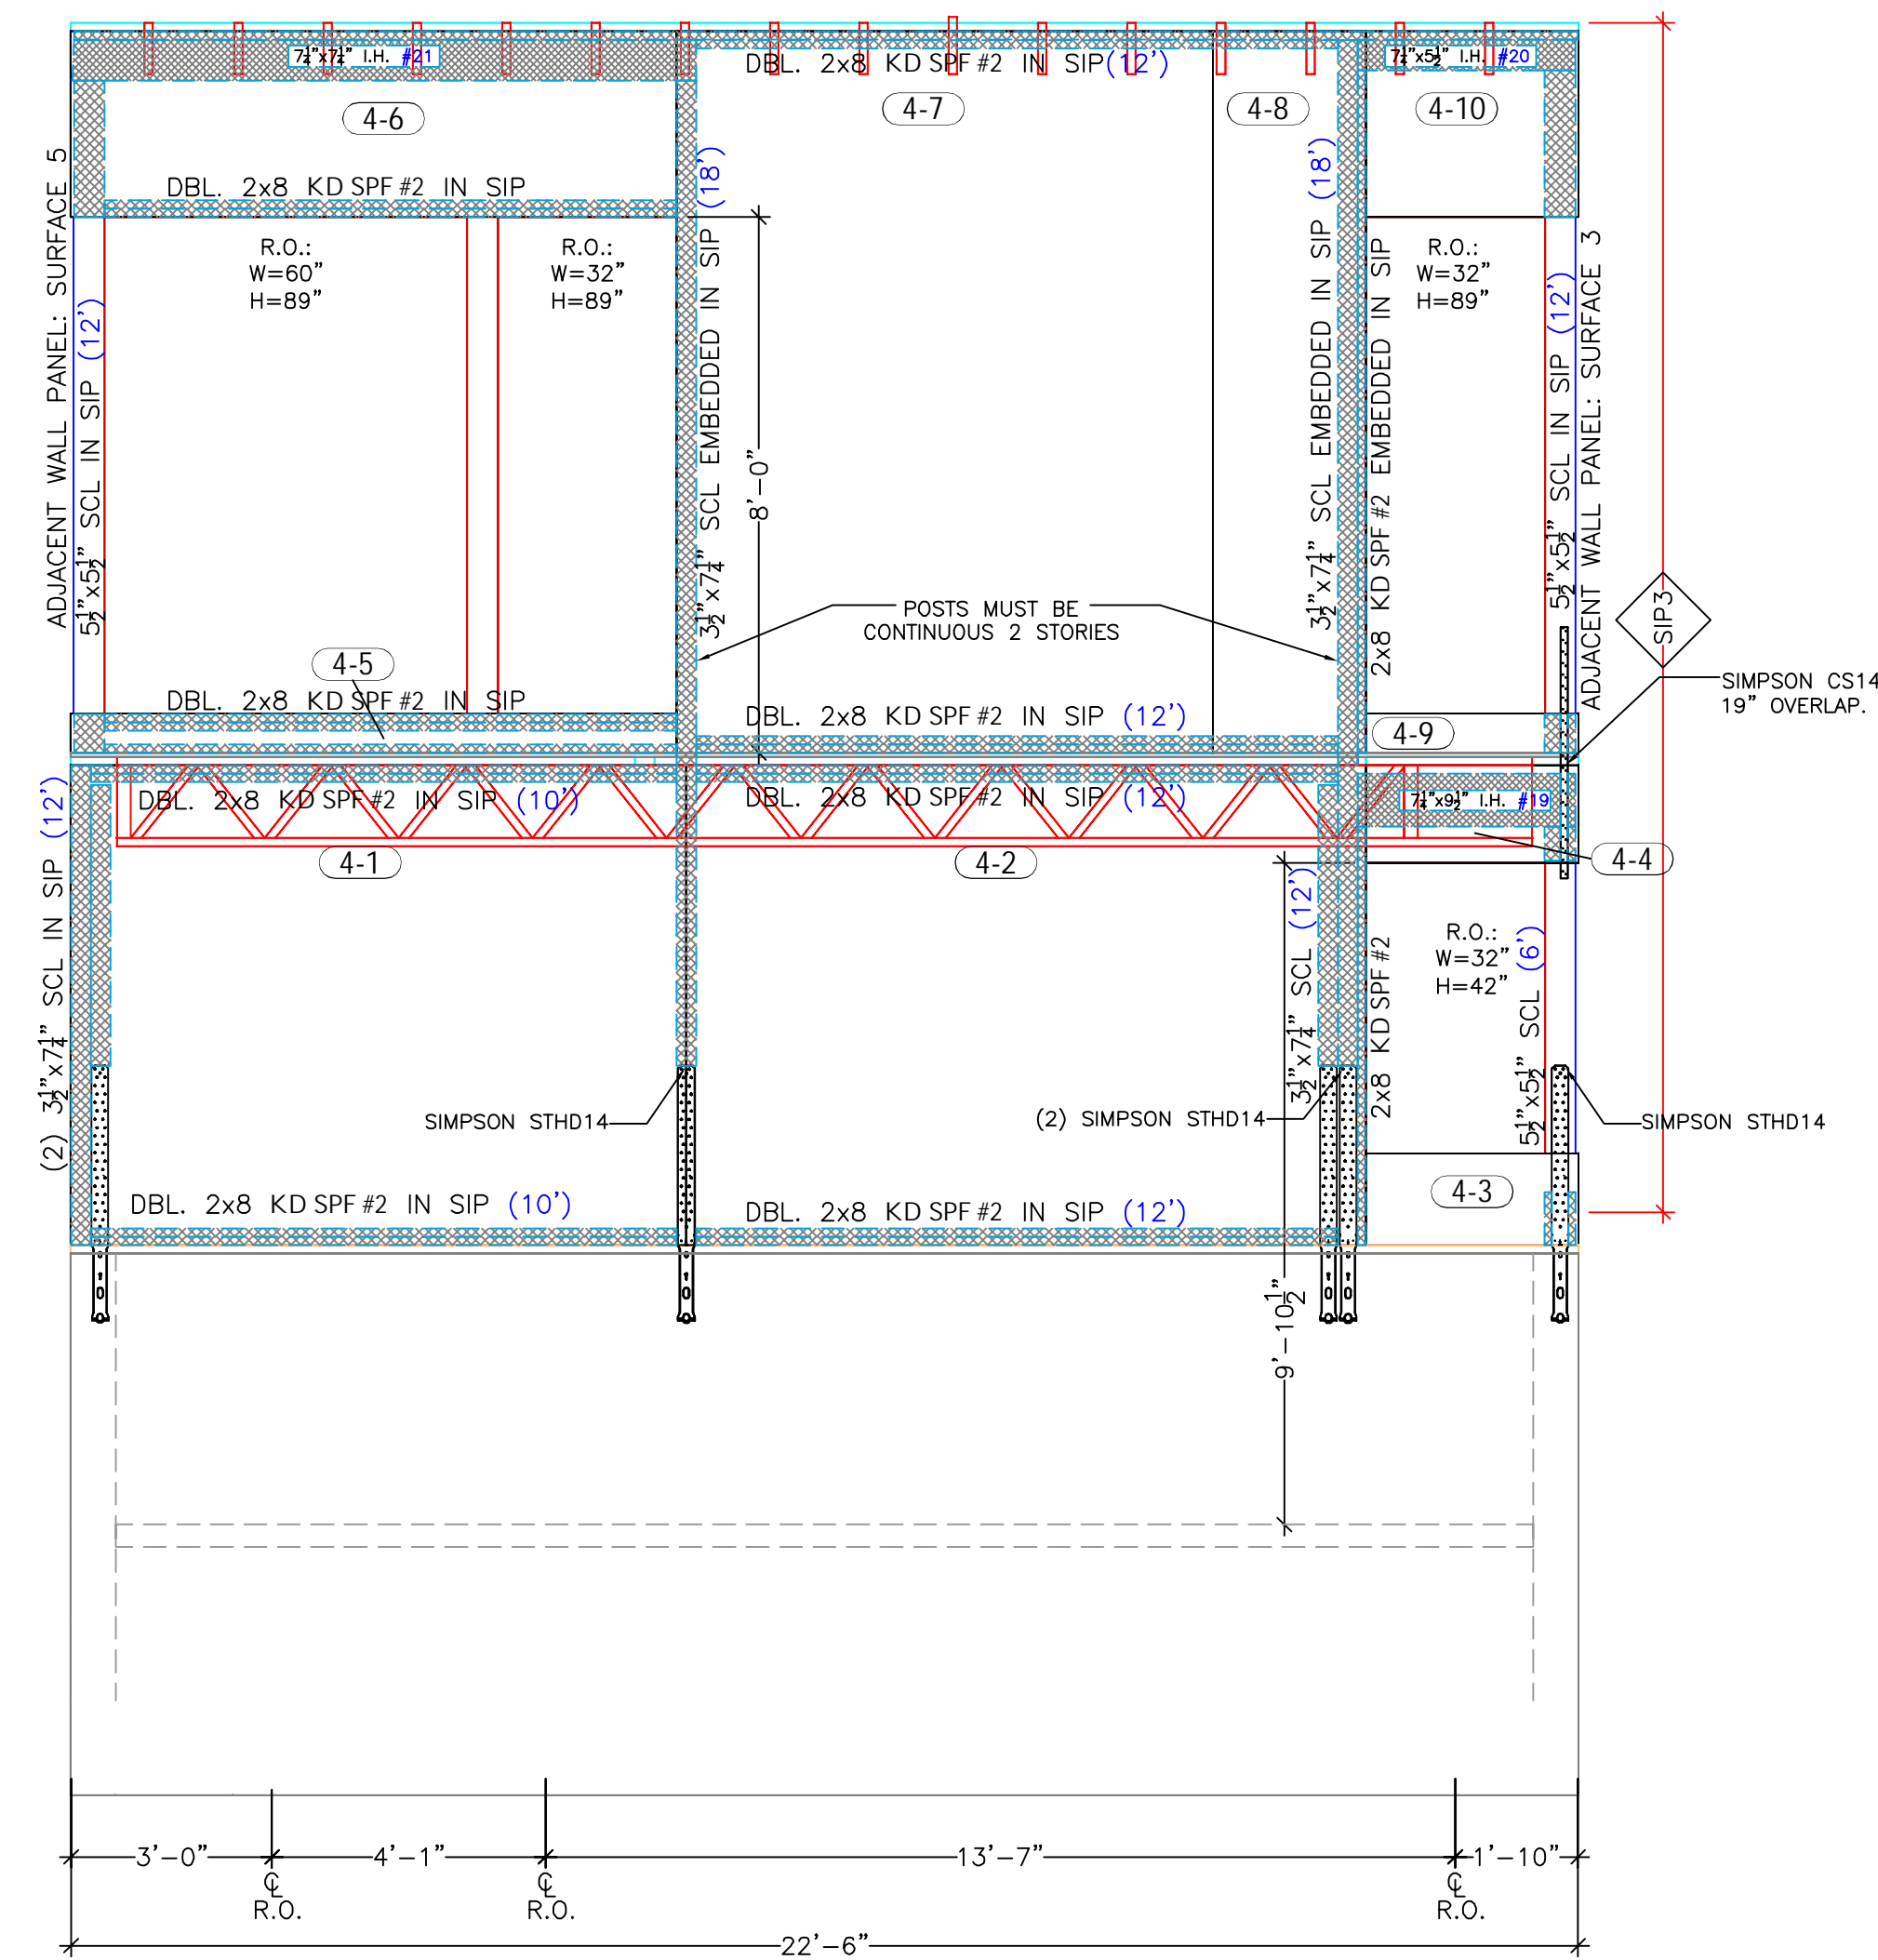 7¼"x7¼" I.H. #21
DBL. 2x8 KD SPF #2 IN SIP(12')
7¼"x5½" I.H. #20
4-6
4-7
4-8
4-10
DBL. 2x8 KD SPF #2 IN SIP
R.O.:
W=60"
H=89"
R.O.:
W=32"
H=89"
R.O.:
W=32"
H=89"
ADJACENT WALL PANEL: SURFACE 5
5½"x5½" SCL IN SIP (12')
3½"x7¼" SCL EMBEDDED IN SIP (18')
8'-0"
3½"x7¼" SCL EMBEDDED IN SIP (18')
2x8 KD SPF #2 EMBEDDED IN SIP
5½"x5½" SCL IN SIP (12')
ADJACENT WALL PANEL: SURFACE 3
POSTS MUST BE
CONTINUOUS 2 STORIES
SIP3
4-5
DBL. 2x8 KD SPF #2 IN SIP
DBL. 2x8 KD SPF #2 IN SIP (12')
4-9
SIMPSON CS14
19" OVERLAP.
DBL. 2x8 KD SPF #2 IN SIP (10')
DBL. 2x8 KD SPF #2 IN SIP (12')
7¼"x9½" I.H. #19
4-1
4-2
4-4
(2) 3½"x7¼" SCL IN SIP (12')
3½"x7¼" SCL (12')
2x8 KD SPF #2
R.O.:
W=32"
H=42"
5½"x5½" SCL (6')
SIMPSON STHD14
(2) SIMPSON STHD14
SIMPSON STHD14
4-3
DBL. 2x8 KD SPF #2 IN SIP (10')
DBL. 2x8 KD SPF #2 IN SIP (12')
9'-10½"
3'-0"
4'-1"
13'-7"
1'-10"
℄
R.O.
℄
R.O.
℄
R.O.
22'-6"